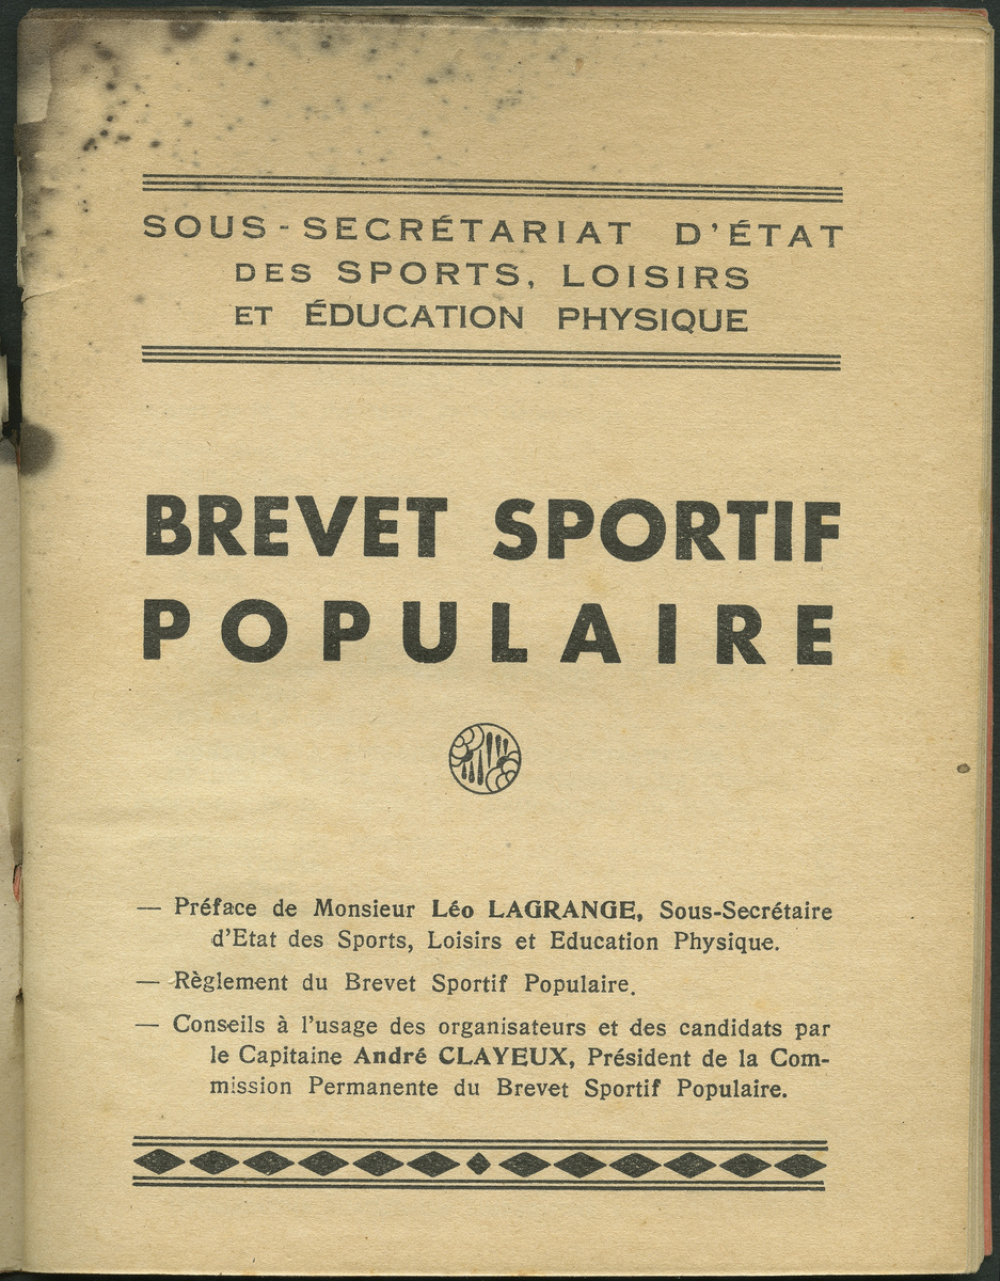 SOUS-SECRÉTARIAT D'ÉTAT
DES SPORTS, LOISIRS
ET ÉDUCATION PHYSIQUE
BREVET SPORTIF
POPULAIRE
— Préface de Monsieur Léo LAGRANGE, Sous-Secrétaire
d'Etat des Sports, Loisirs et Education Physique.
— Règlement du Brevet Sportif Populaire.
— Conseils à l'usage des organisateurs et des candidats par
le Capitaine André CLAYEUX, Président de la Com-
mission Permanente du Brevet Sportif Populaire.